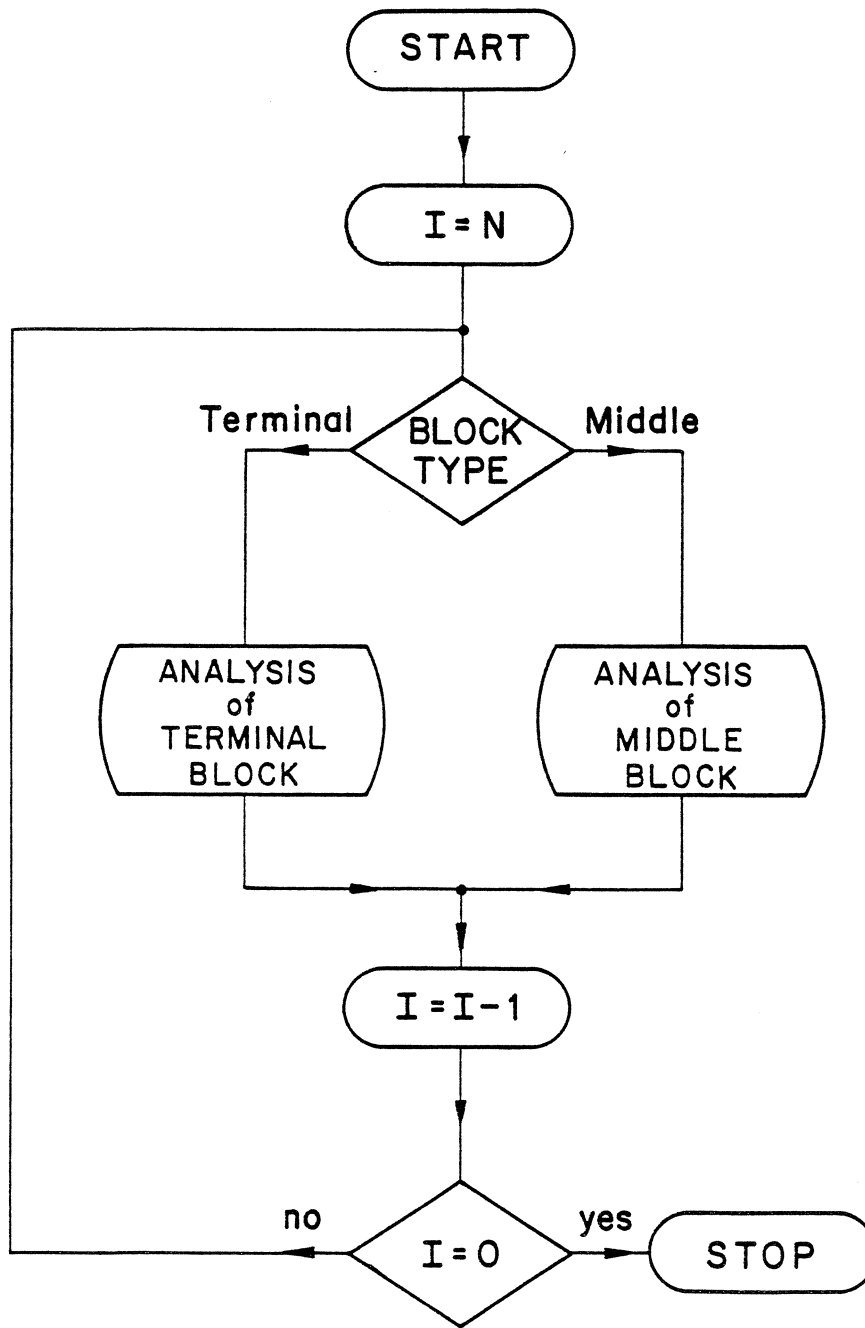 START
I = N
Terminal
BLOCK
TYPE
Middle
ANALYSIS
of
TERMINAL
BLOCK
ANALYSIS
of
MIDDLE
BLOCK
I = I-1
no
I = 0
yes
STOP